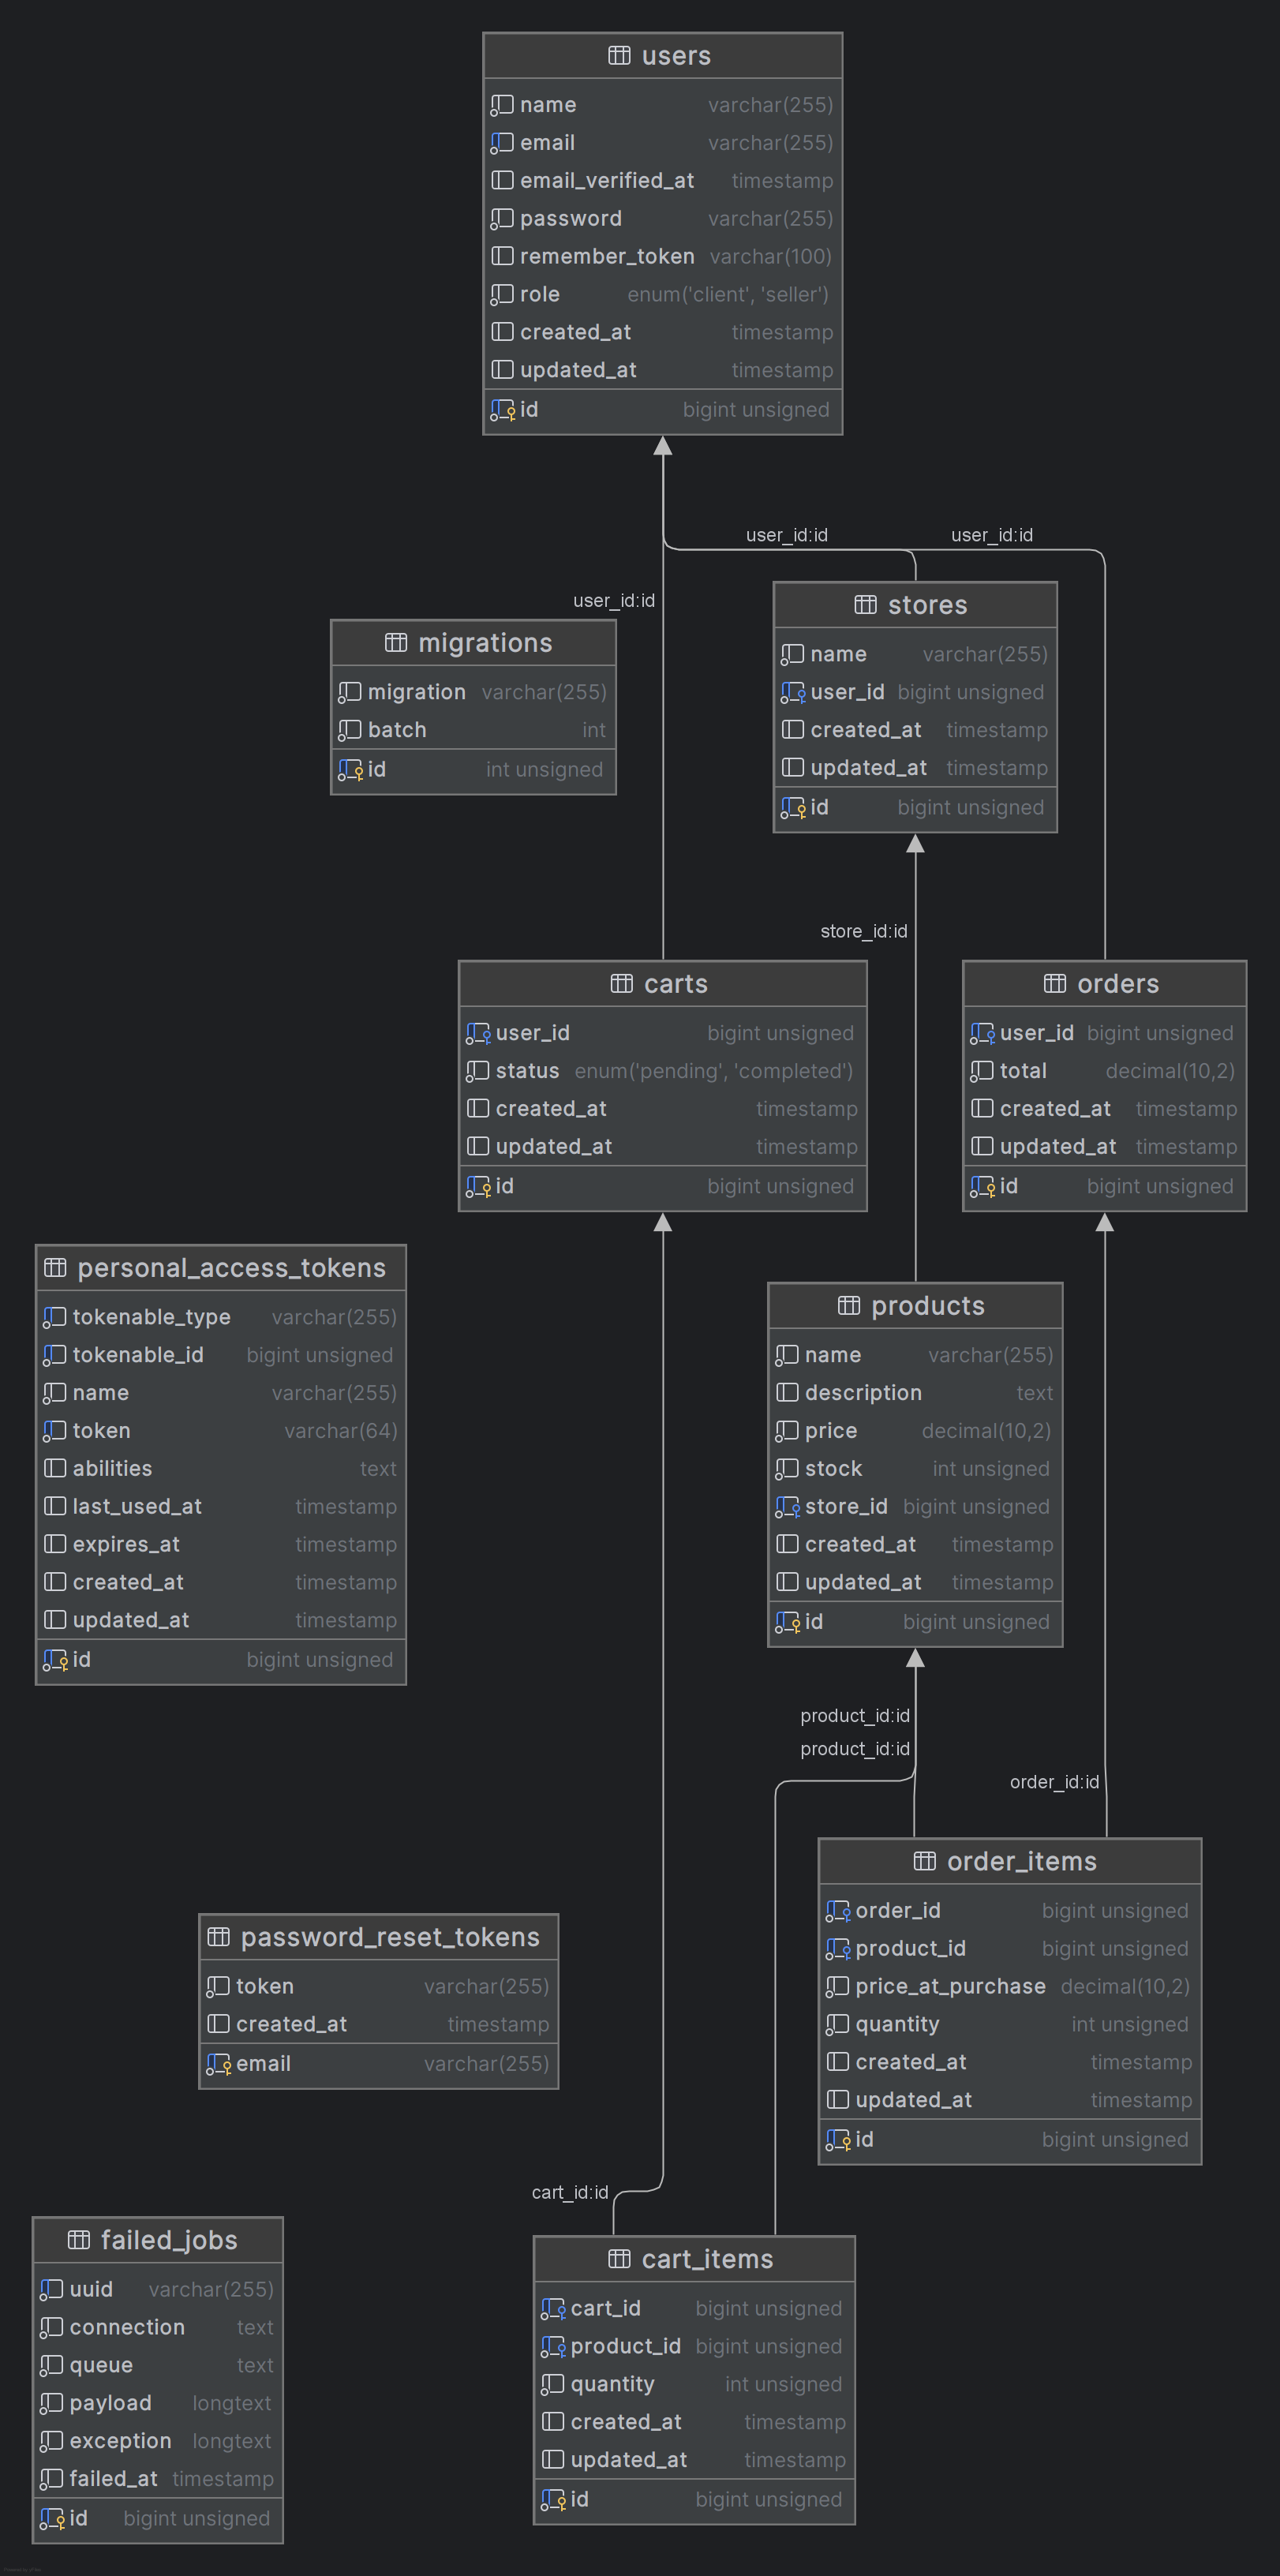 users
name varchar(255)
email varchar(255)
email_verified_at timestamp
password varchar(255)
remember_token varchar(100)
role enum('client', 'seller')
created_at timestamp
updated_at timestamp
id bigint unsigned
user_id:id
user_id:id
user_id:id
migrations
migration varchar(255)
batch int
id int unsigned
stores
name varchar(255)
user_id bigint unsigned
created_at timestamp
updated_at timestamp
id bigint unsigned
store_id:id
carts
user_id bigint unsigned
status enum('pending', 'completed')
created_at timestamp
updated_at timestamp
id bigint unsigned
orders
user_id bigint unsigned
total decimal(10,2)
created_at timestamp
updated_at timestamp
id bigint unsigned
personal_access_tokens
tokenable_type varchar(255)
tokenable_id bigint unsigned
name varchar(255)
token varchar(64)
abilities text
last_used_at timestamp
expires_at timestamp
created_at timestamp
updated_at timestamp
id bigint unsigned
products
name varchar(255)
description text
price decimal(10,2)
stock int unsigned
store_id bigint unsigned
created_at timestamp
updated_at timestamp
id bigint unsigned
product_id:id
product_id:id
order_id:id
order_items
order_id bigint unsigned
product_id bigint unsigned
price_at_purchase decimal(10,2)
quantity int unsigned
created_at timestamp
updated_at timestamp
id bigint unsigned
password_reset_tokens
token varchar(255)
created_at timestamp
email varchar(255)
cart_id:id
failed_jobs
uuid varchar(255)
connection text
queue text
payload longtext
exception longtext
failed_at timestamp
id bigint unsigned
cart_items
cart_id bigint unsigned
product_id bigint unsigned
quantity int unsigned
created_at timestamp
updated_at timestamp
id bigint unsigned